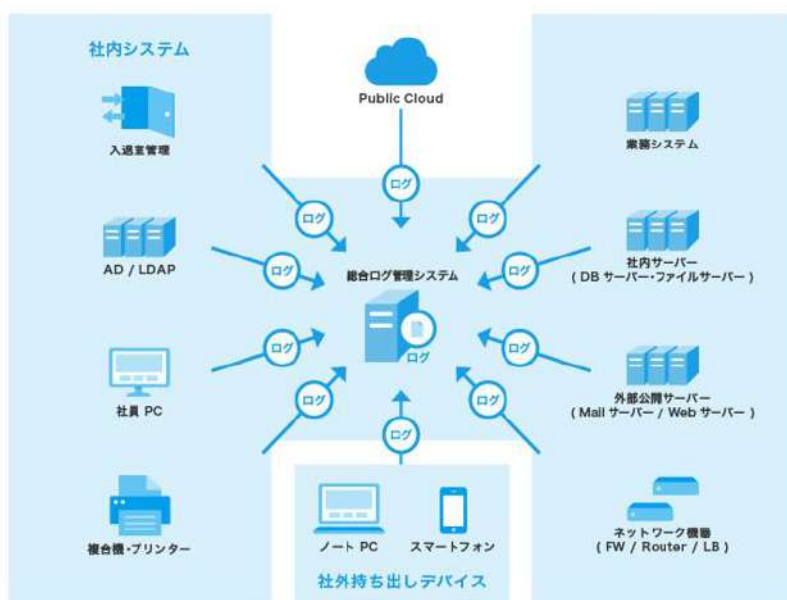 社内システム
入退室管理
AD / LDAP
社員 PC
複合機・プリンター
Public Cloud
ログ
ログ
ログ
ログ
ログ
ログ
ログ
ログ
ログ
ログ
総合ログ管理システム
ログ
業務システム
社内サーバー
( DB サーバー・ファイルサーバー )
外部公開サーバー
( Mail サーバー / Web サーバー )
ネットワーク機器
( FW / Router / LB )
ノート PC
スマートフォン
社外持ち出しデバイス